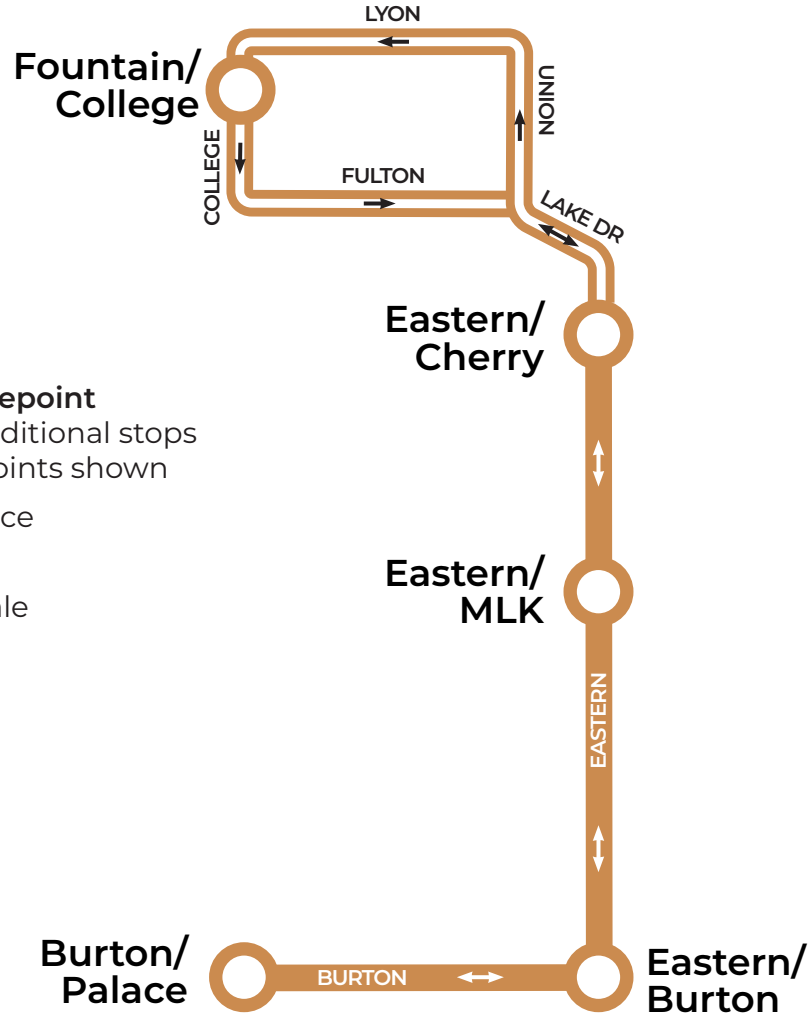 LYON
Fountain/
College
UNION
COLLEGE
FULTON
LAKE DR
Eastern/
Cherry
epoint
ditional stops
oints shown
ce
Eastern/
MLK
le
EASTERN
Burton/
Palace
BURTON
Eastern/
Burton